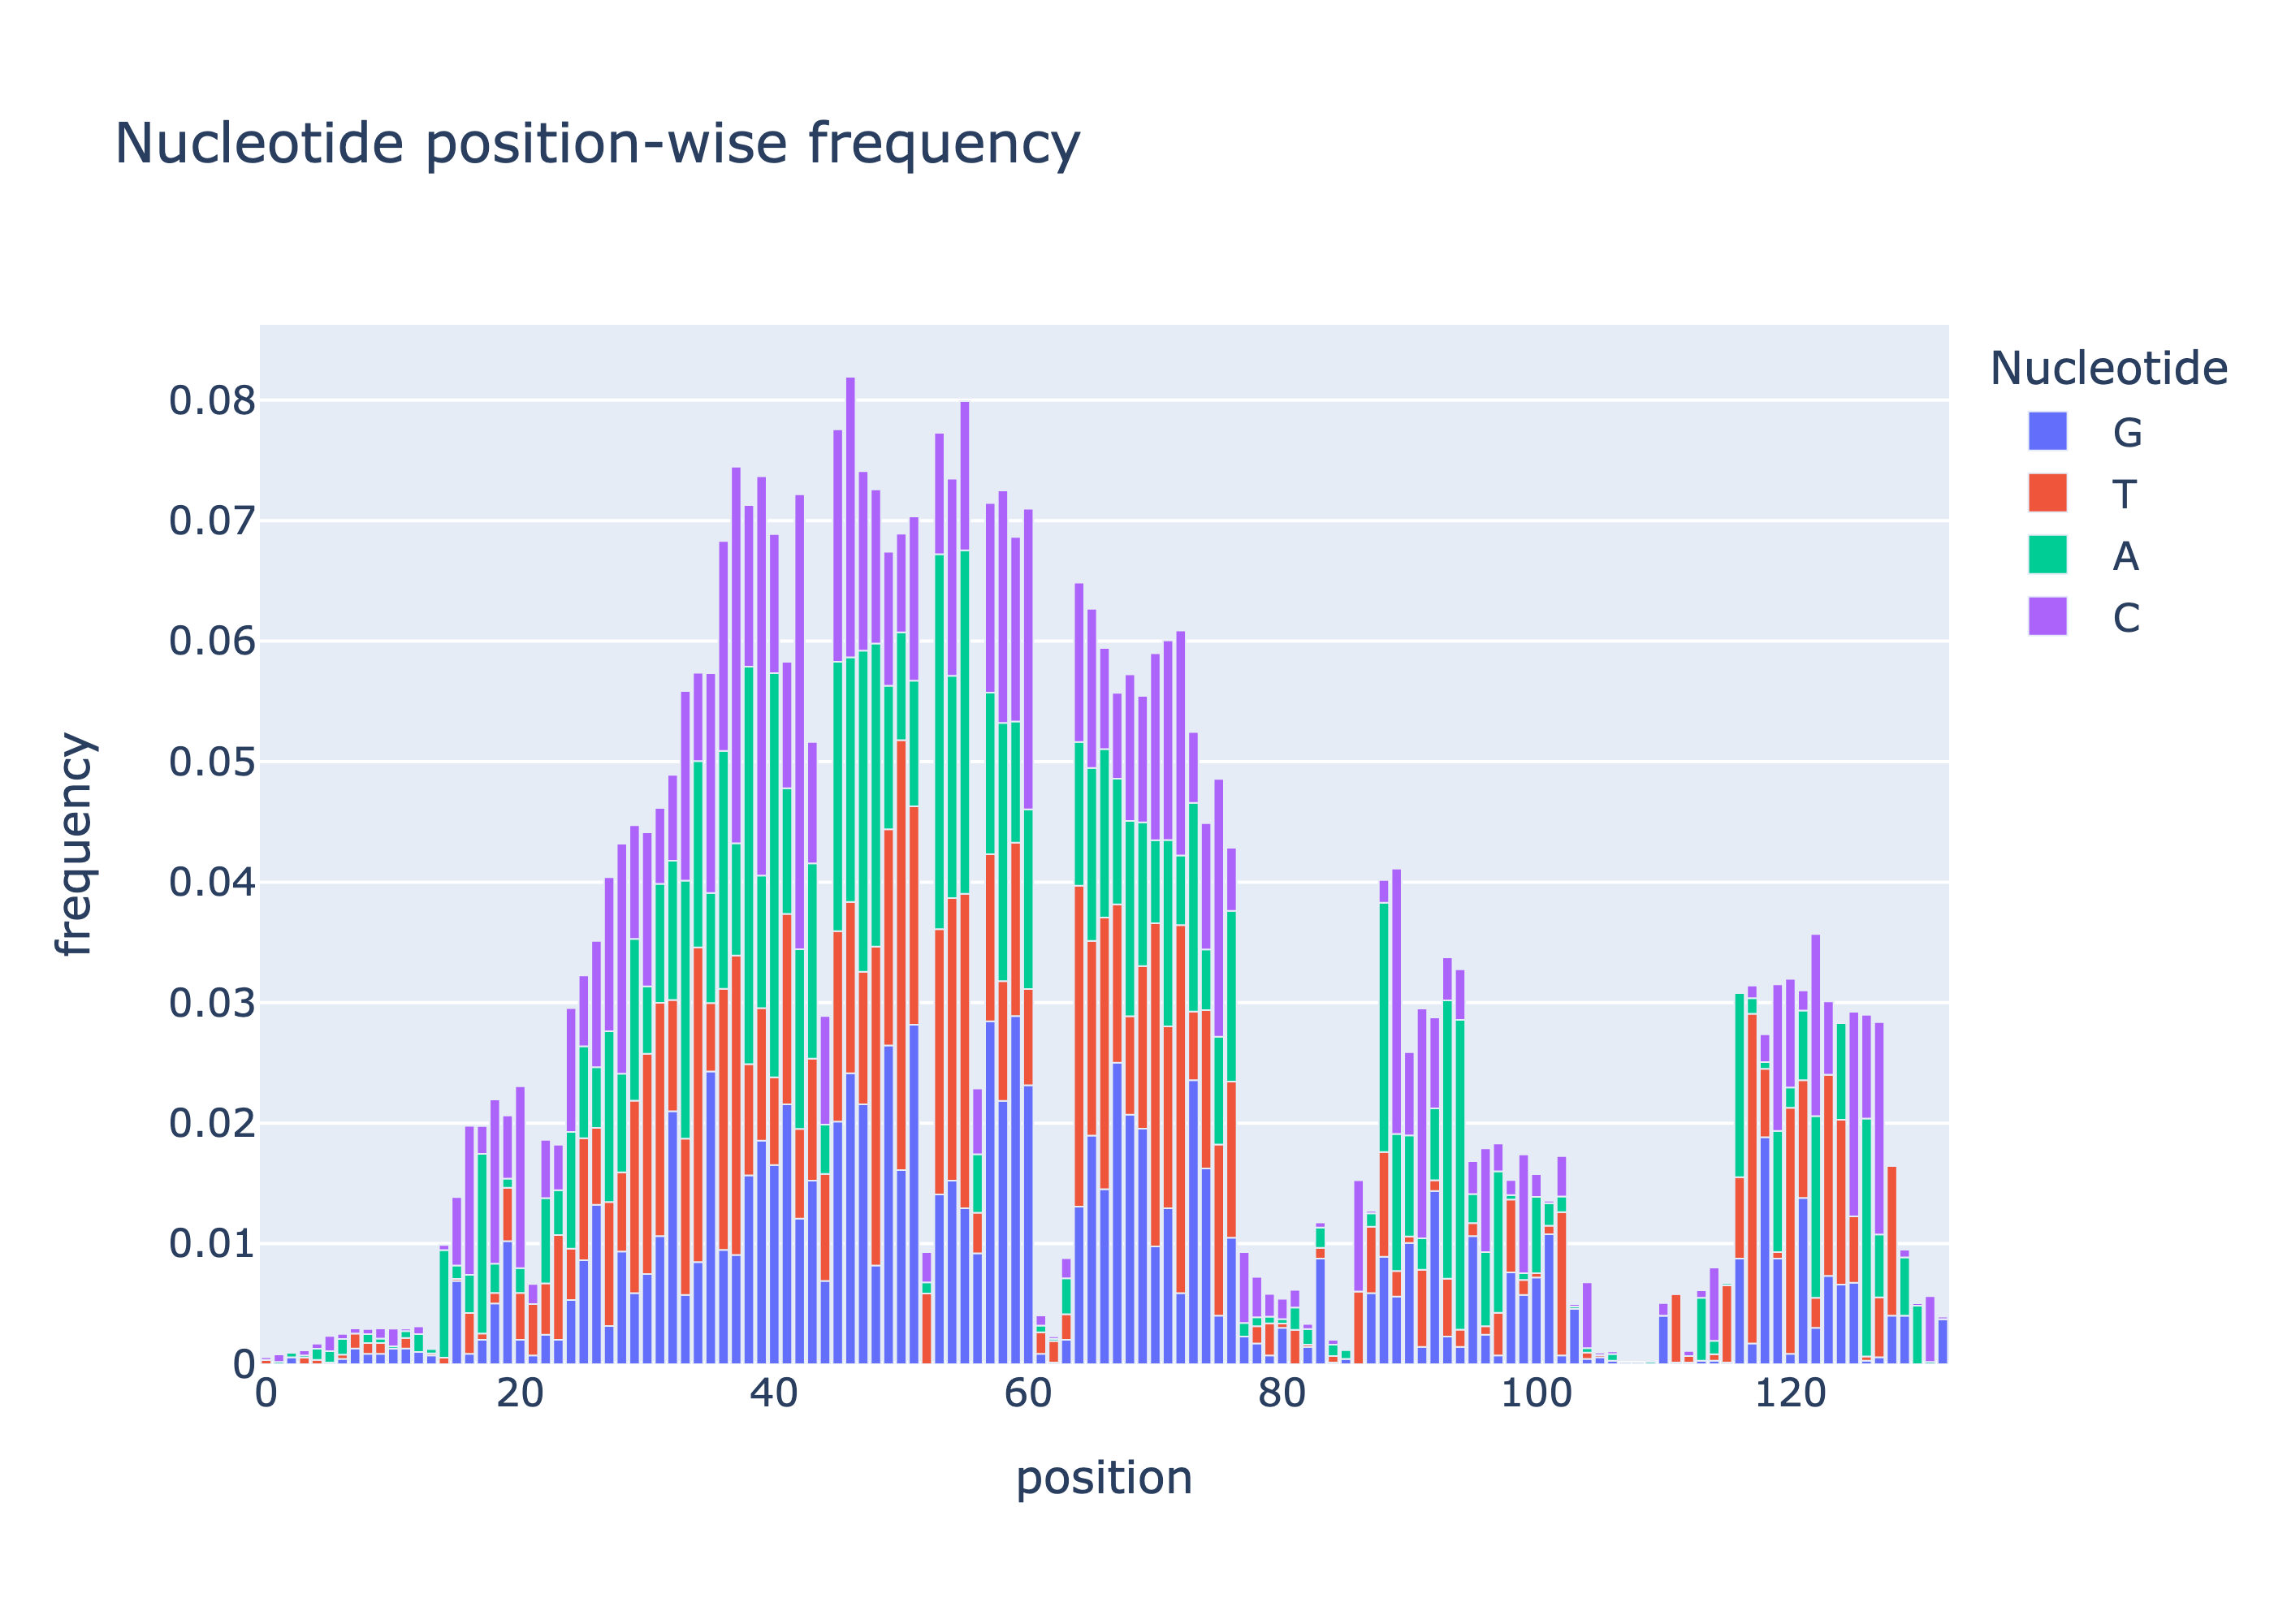 Nucleotide position-wise frequency
Nucleotide
G
T
A
C
0.08
0.07
0.06
0.05
0.04
0.03
0.02
0.01
0
frequency
0 20 40 60 80 100 120
position